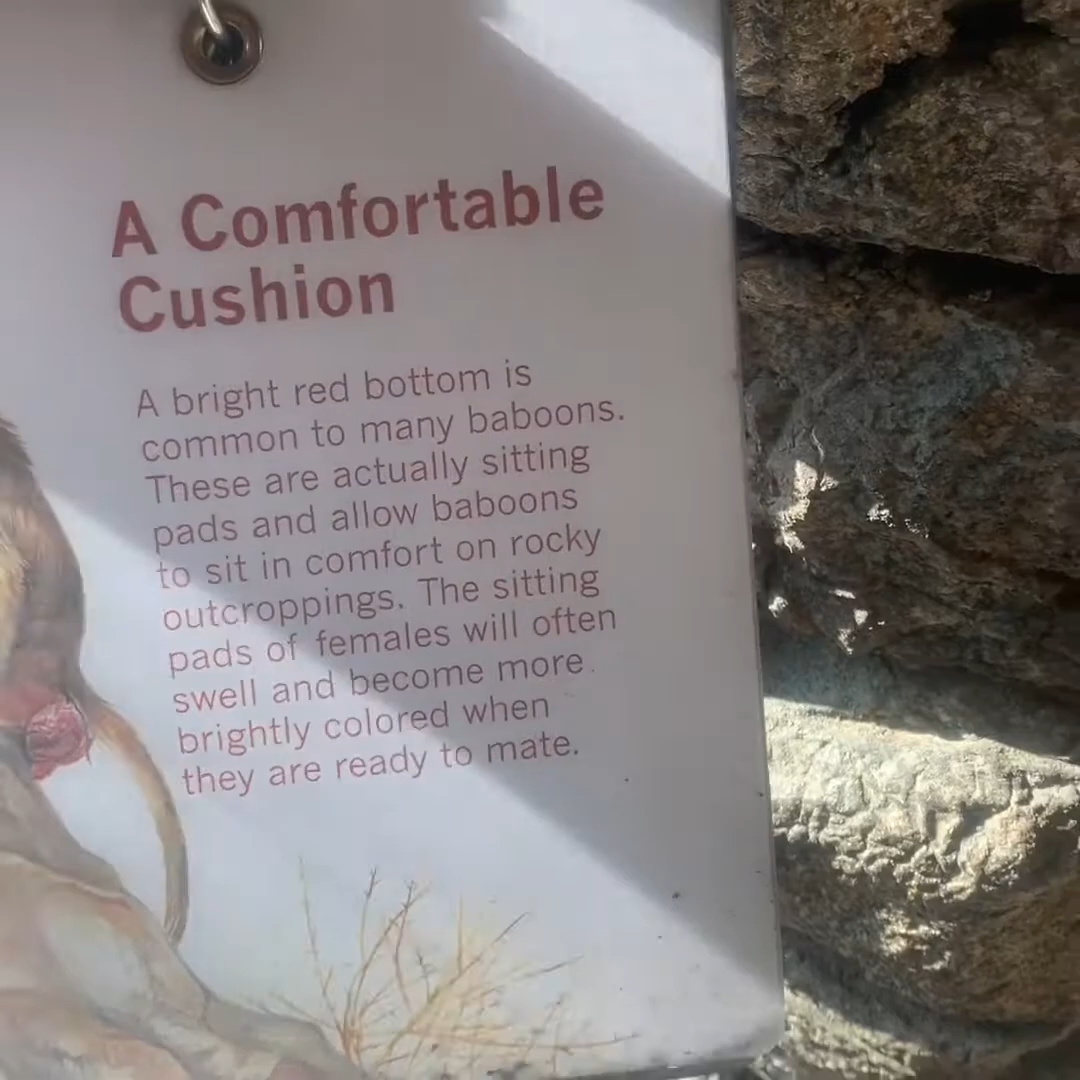 A Comfortable
Cushion
A bright red bottom is
common to many baboons.
These are actually sitting
pads and allow baboons
to sit in comfort on rocky
outcroppings. The sitting
pads of females will often
swell and become more
brightly colored when
they are ready to mate.